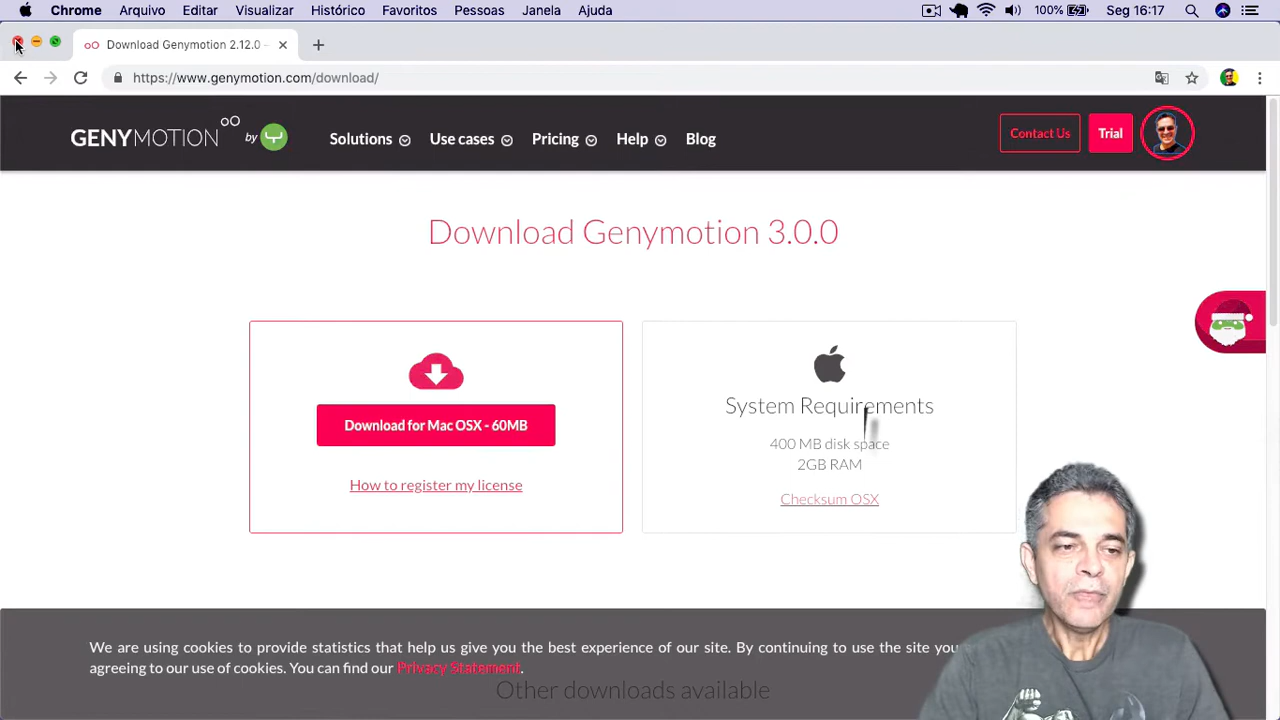 Chrome Arquivo Editar Visualizar Histórico Favoritos Pessoas Janela Ajuda 100% Seg 16:17
Download Genymotion 2.12.0 –
https://www.genymotion.com/download/
GENYMOTION by Solutions Use cases Pricing Help Blog Contact Us Trial
Download Genymotion 3.0.0
Download for Mac OSX - 60MB
How to register my license
System Requirements
400 MB disk space
2GB RAM
Checksum OSX
We are using cookies to provide statistics that help us give you the best experience of our site. By continuing to use the site you
agreeing to our use of cookies. You can find our Privacy Statement.
Other downloads available